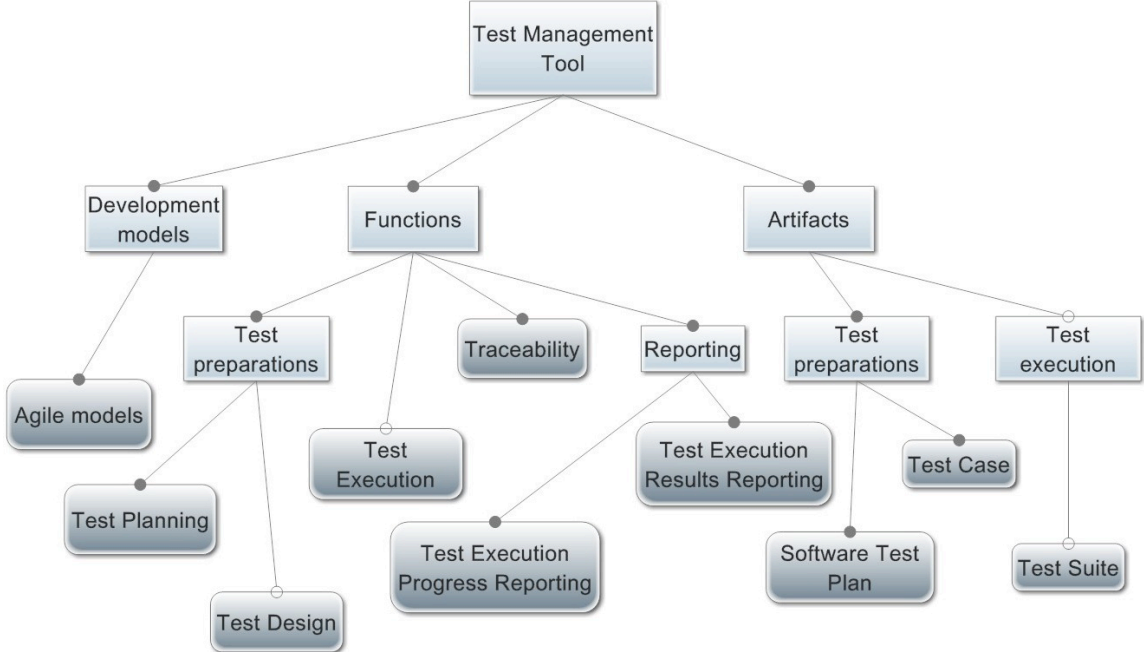 Test Management
Tool
Development
models
Functions
Artifacts
Test
preparations
Traceability
Reporting
Test
preparations
Test
execution
Agile models
Test
Execution
Test Execution
Results Reporting
Test Case
Test Planning
Test Execution
Progress Reporting
Software Test
Plan
Test Suite
Test Design